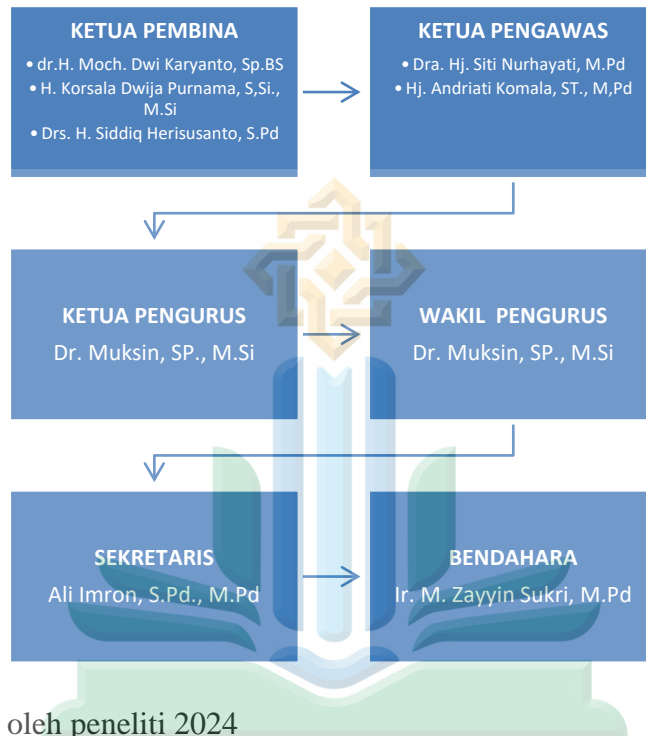 KETUA PEMBINA
• dr.H. Moch. Dwi Karyanto, Sp.BS
• H. Korsala Dwija Purnama, S,Si.,
M.Si
• Drs. H. Siddiq Herisusanto, S.Pd
KETUA PENGAWAS
• Dra. Hj. Siti Nurhayati, M.Pd
• Hj. Andriati Komala, ST., M,Pd
KETUA PENGURUS
Dr. Muksin, SP., M.Si
WAKIL PENGURUS
Dr. Muksin, SP., M.Si
SEKRETARIS
Ali Imron, S.Pd., M.Pd
BENDAHARA
Ir. M. Zayyin Sukri, M.Pd
oleh peneliti 2024